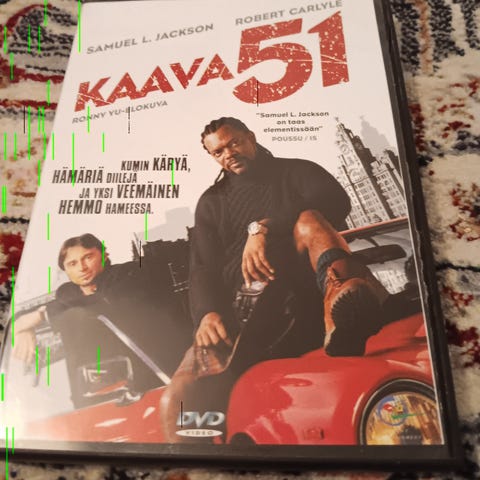 SAMUEL L. JACKSON
ROBERT CARLYLE
KAAVA 51
RONNY YU-ELOKUVA
"Samuel L. Jackson
on taas
elementissään"
POUSSU / IS
KUMIN KÄRYÄ,
HÄMÄRIÄ DIILEJÄ
JA YKSI VEEMÄINEN
HEMMO HAMEESSA.
DVD
VIDEO